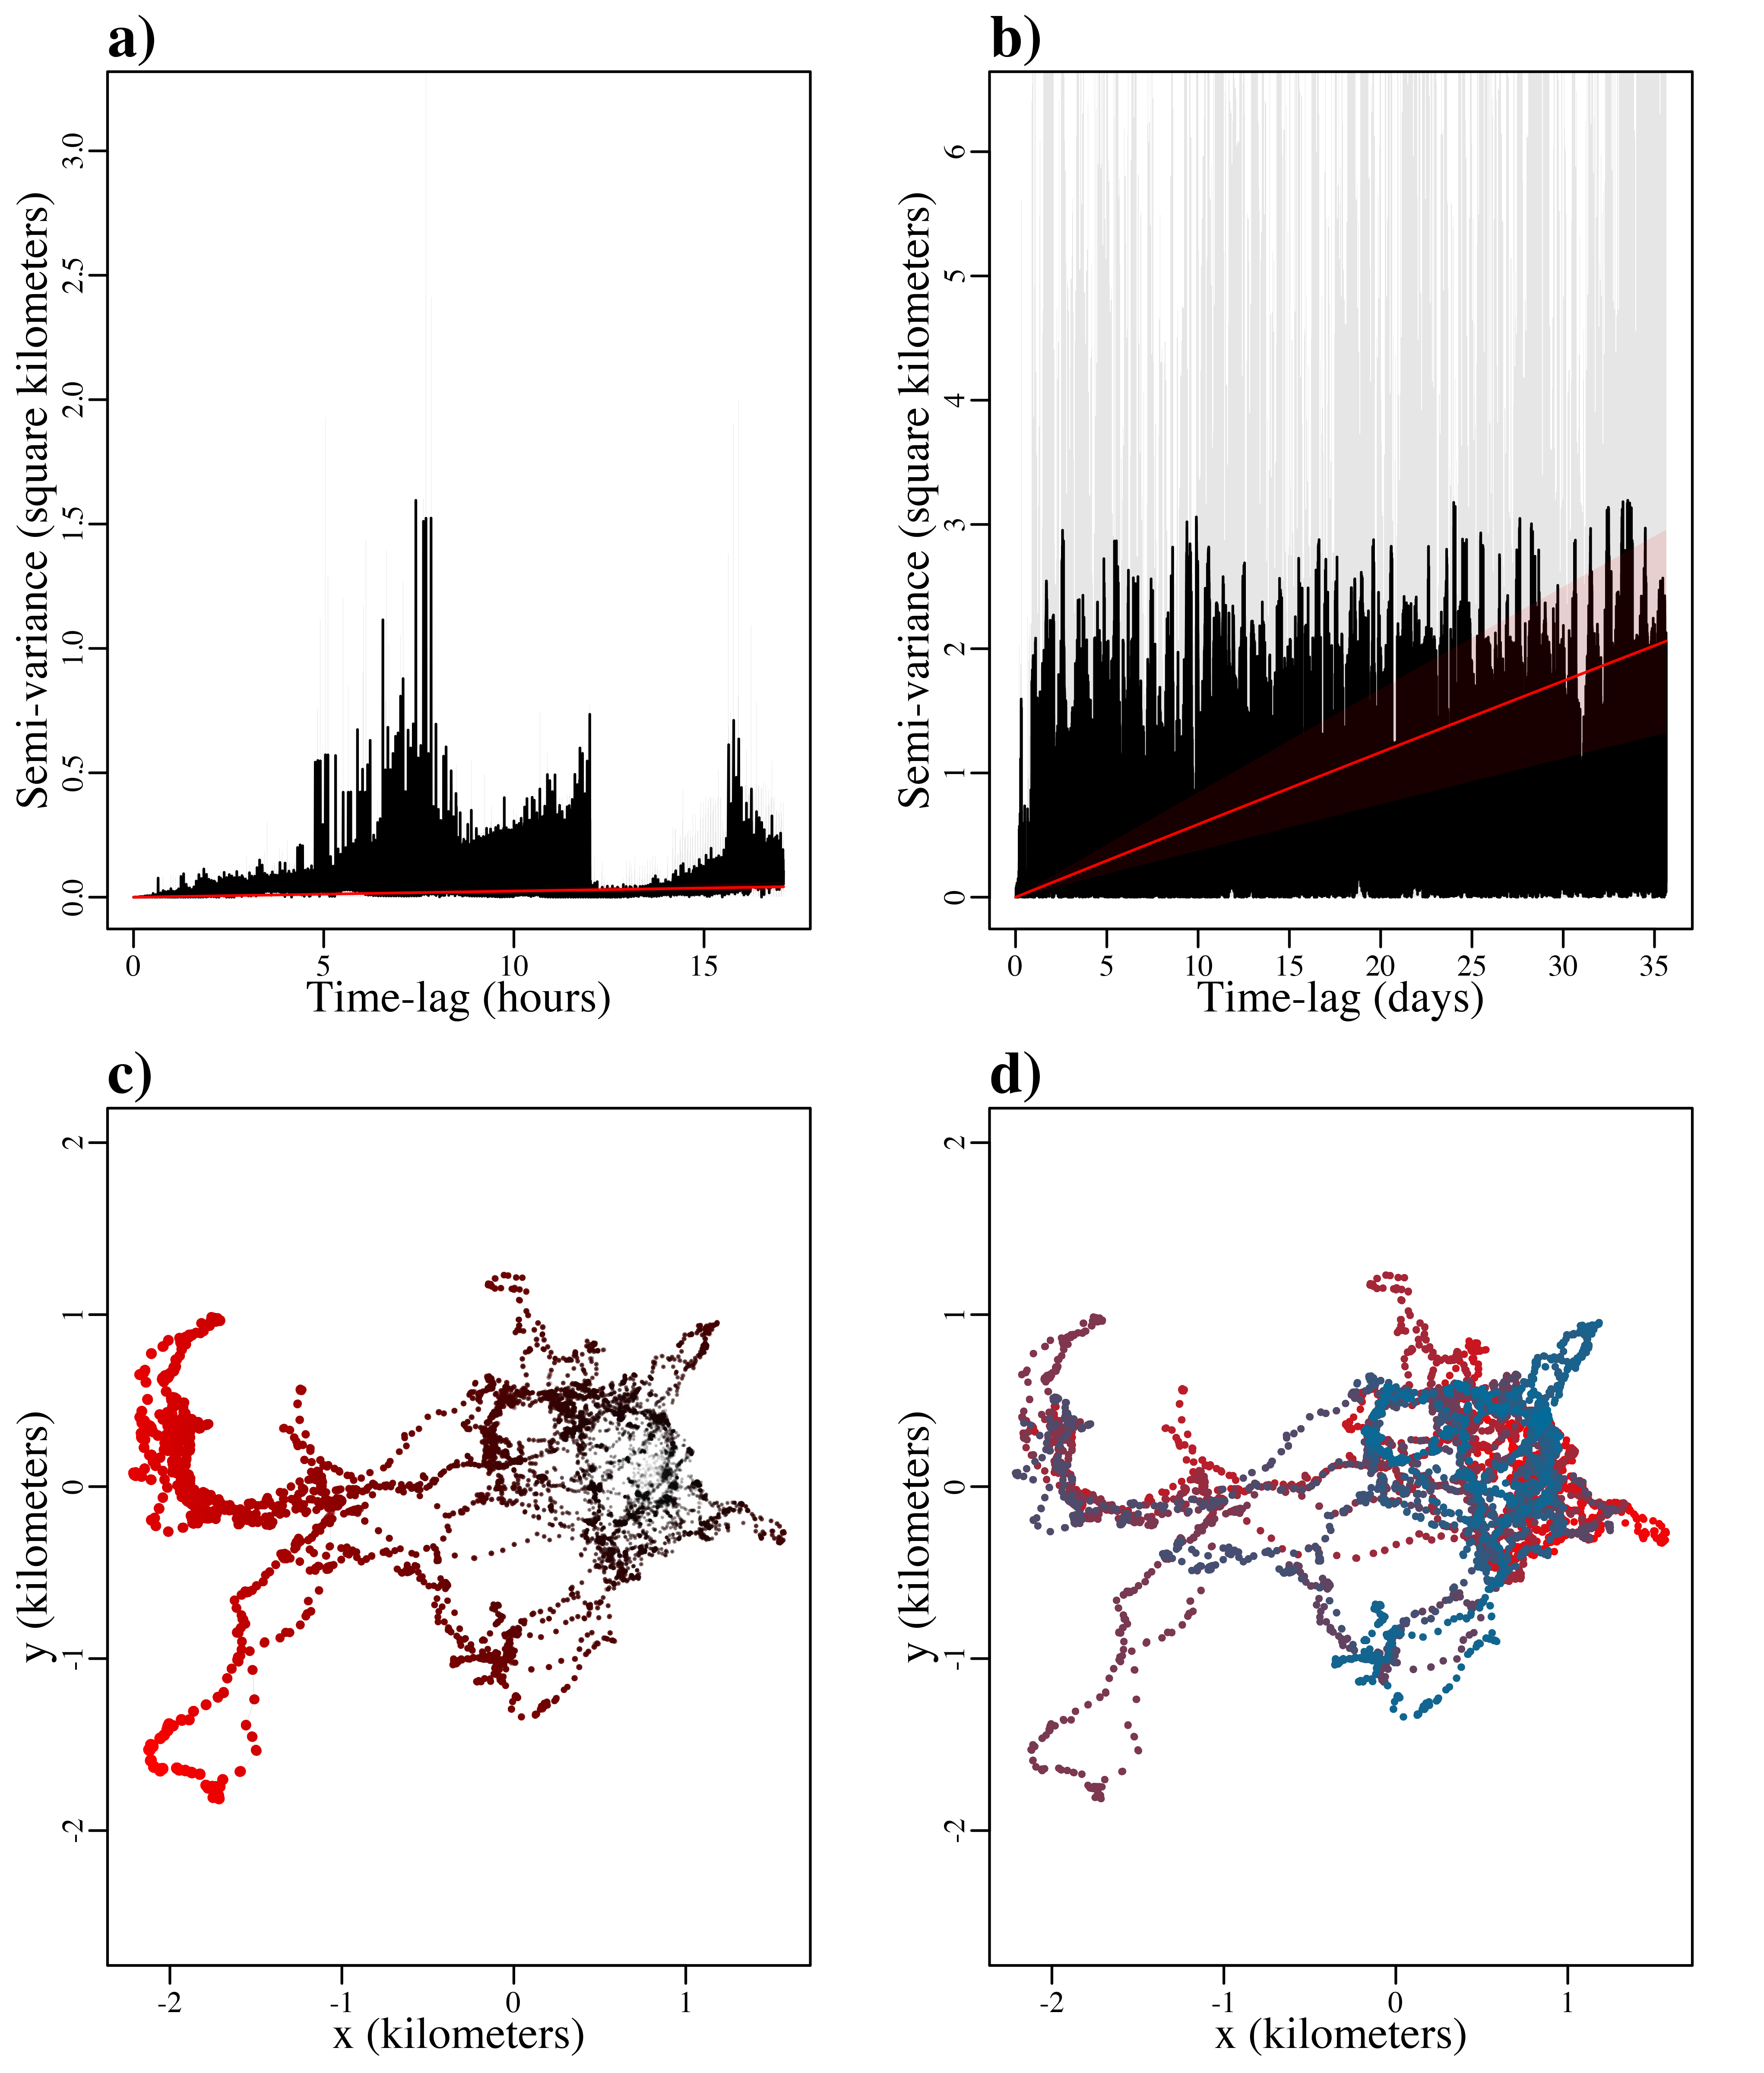 a)
Semi-variance (square kilometers)
0.0 0.5 1.0 1.5 2.0 2.5 3.0
0 5 10 15
Time-lag (hours)
b)
Semi-variance (square kilometers)
0 1 2 3 4 5 6
0 5 10 15 20 25 30 35
Time-lag (days)
c)
y (kilometers)
-2 -1 0 1 2
-2 -1 0 1
x (kilometers)
d)
y (kilometers)
-2 -1 0 1 2
-2 -1 0 1
x (kilometers)